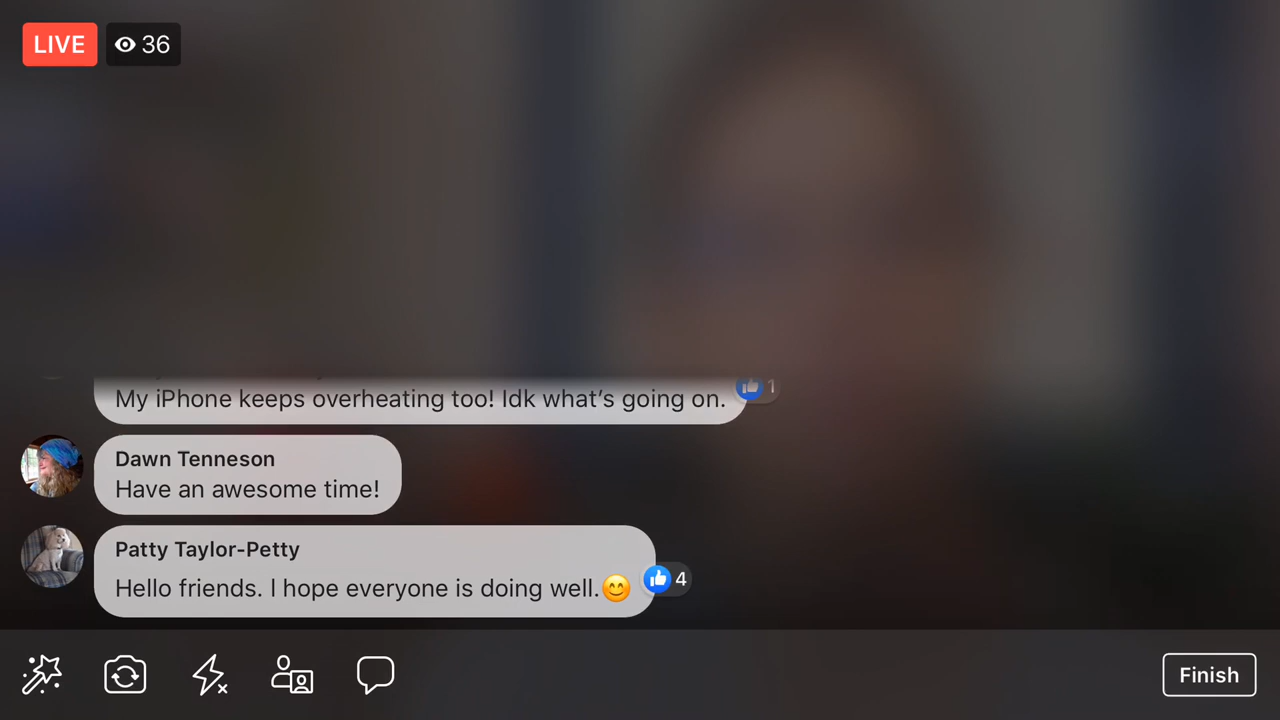 LIVE
36
My iPhone keeps overheating too! Idk what's going on.
1
Dawn Tenneson
Have an awesome time!
Patty Taylor-Petty
Hello friends. I hope everyone is doing well.😊
4
Finish